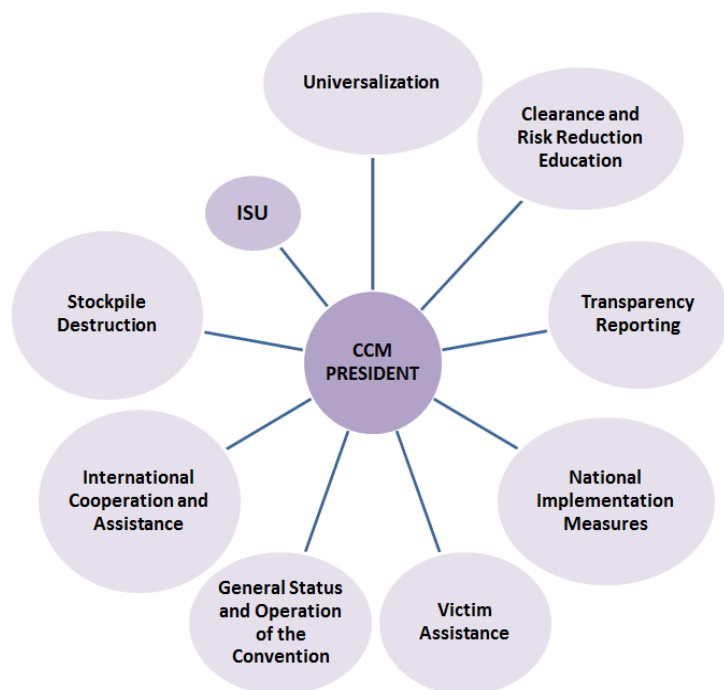 Universalization
Clearance and
Risk Reduction
Education
ISU
Stockpile
Destruction
Transparency
Reporting
CCM
PRESIDENT
International
Cooperation and
Assistance
National
Implementation
Measures
General Status
and Operation
of the
Convention
Victim
Assistance